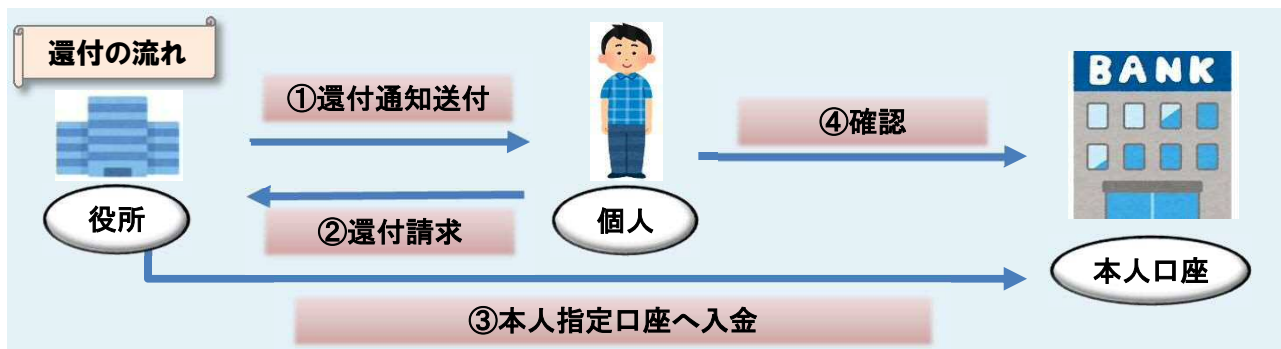 還付の流れ
①還付通知送付
④確認
BANK
役所
②還付請求
個人
本人口座
③本人指定口座へ入金